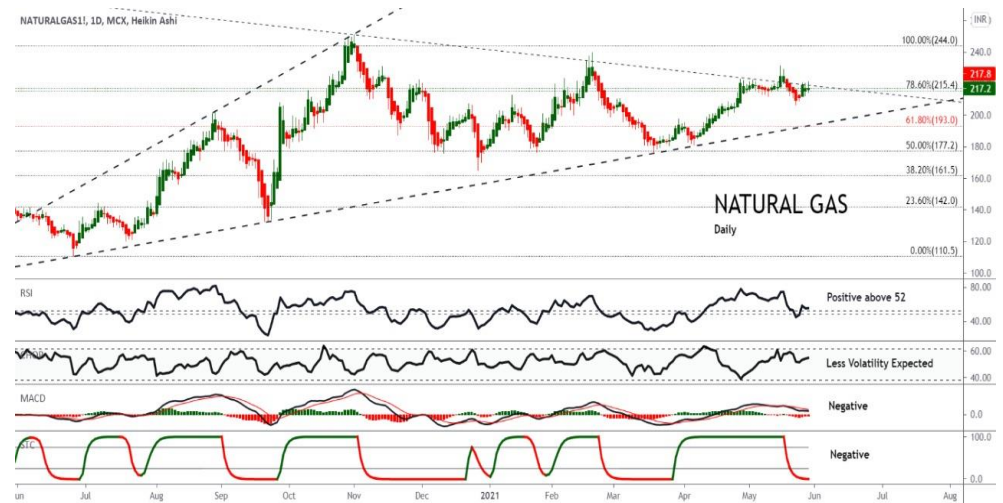 NATURALGAS1!, 1D, MCX, Heikin Ashi
INR
240.0
217.8
217.2
200.0
180.0
160.0
140.0
120.0
100.0
100.00%(244.0)
78.60%(215.4)
61.80%(193.0)
50.00%(177.2)
38.20%(161.5)
23.60%(142.0)
0.00%(110.5)
NATURAL GAS
Daily
RSI
Positive above 52
80.00
40.00
Less Volatility Expected
60.00
40.00
MACD
Negative
0.0
STC
Negative
100.0
0.0
Jul
Aug
Sep
Oct
Nov
Dec
2021
Feb
Mar
Apr
May
Jun
Jul
Aug